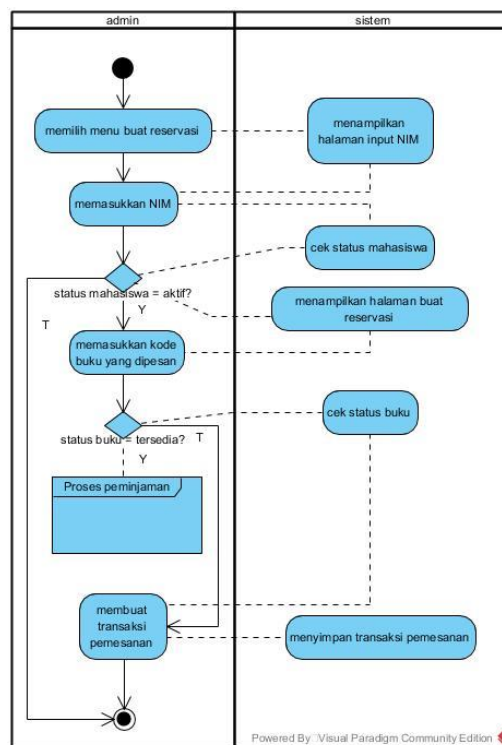 admin
sistem
memilih menu buat reservasi
menampilkan
halaman input NIM
memasukkan NIM
cek status mahasiswa
status mahasiswa = aktif?
menampilkan halaman buat
reservasi
T
Y
memasukkan kode
buku yang dipesan
cek status buku
status buku = tersedia?
T
Y
Proses peminjaman
membuat
transaksi
pemesanan
menyimpan transaksi pemesanan
Powered By Visual Paradigm Community Edition